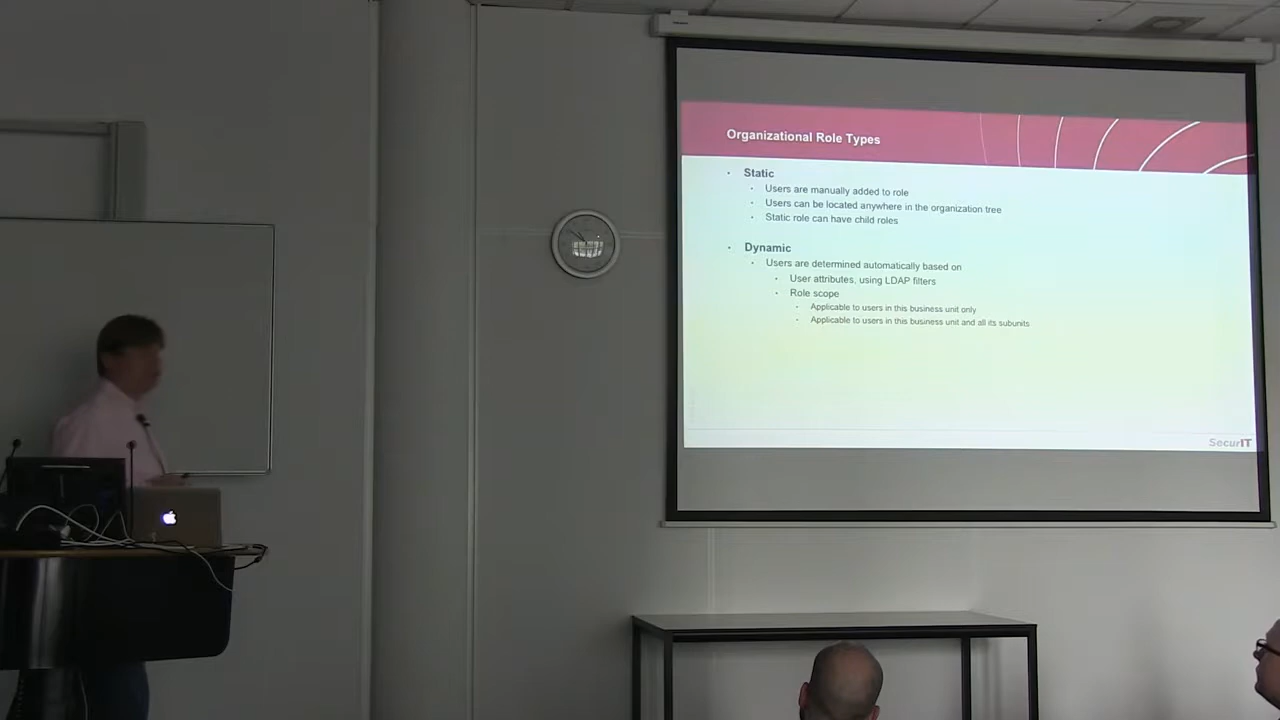 Organizational Role Types
Static
Users are manually added to role
Users can be located anywhere in the organization tree
Static role can have child roles
Dynamic
Users are determined automatically based on
User attributes, using LDAP filters
Role scope
Applicable to users in this business unit only
Applicable to users in this business unit and all its subunits
SecurIT